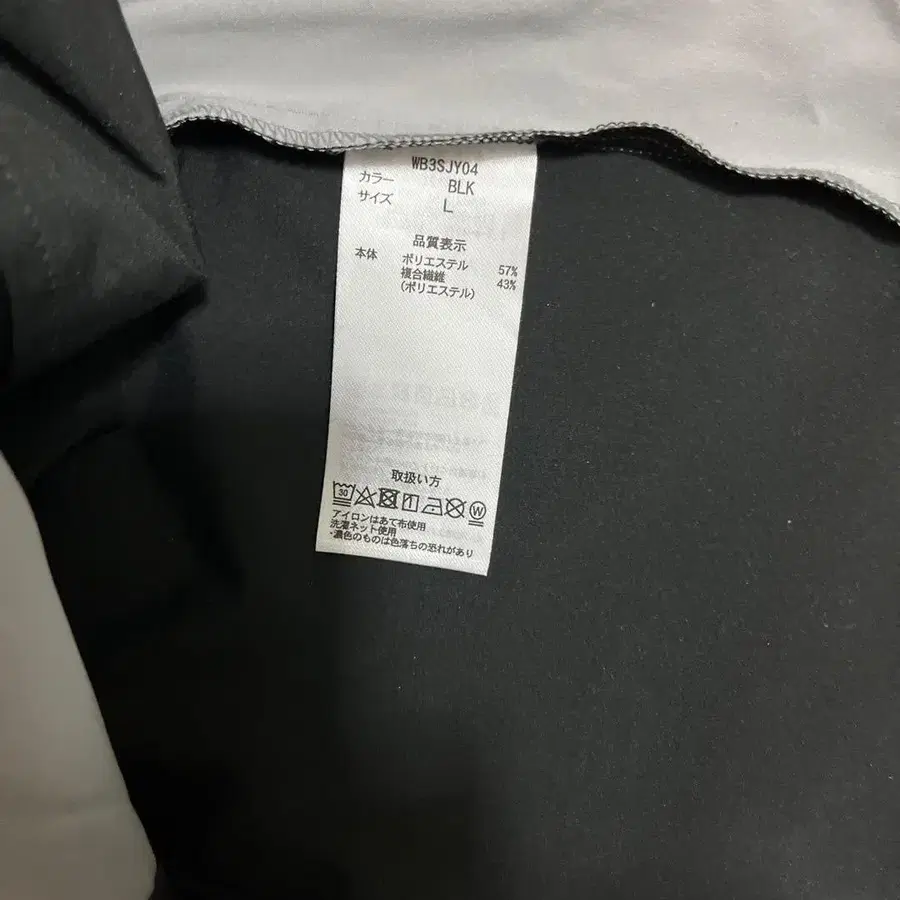 WB3SJY04
カラー BLK
サイズ L
品質表示
本体 ポリエステル 57%
複合繊維 43%
(ポリエステル)
取扱い方
30 W
アイロンはあて布使用
洗濯ネット使用
・濃色のものは色落ちの恐れがあり